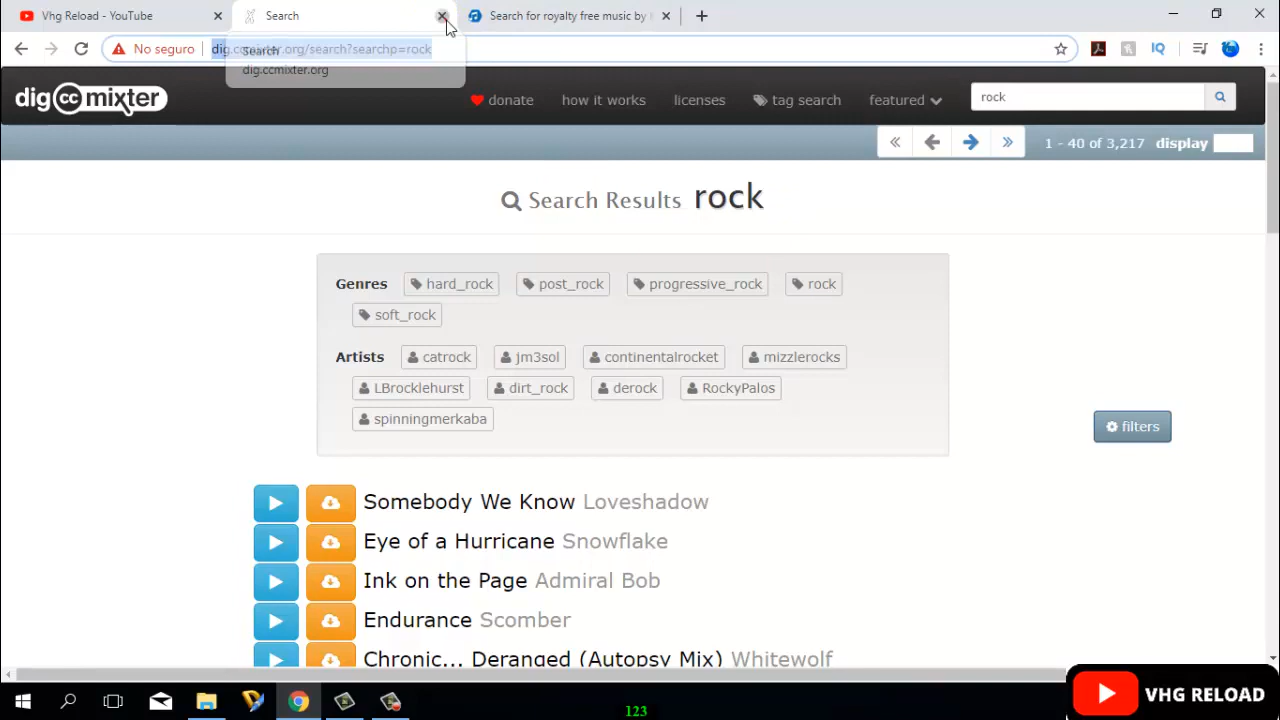 Vhg Reload - YouTube
Search
Search for royalty free music by
No seguro
dig.ccmixter.org/search?searchp=rock
Search
dig.ccmixter.org
dig cc mixter
donate
how it works
licenses
tag search
featured
rock
1 - 40 of 3,217
display
Search Results rock
Genres hard_rock post_rock progressive_rock rock
soft_rock
Artists catrock jm3sol continentalrocket mizzlerocks
LBrocklehurst dirt_rock derock RockyPalos
spinningmerkaba
filters
Somebody We Know Loveshadow
Eye of a Hurricane Snowflake
Ink on the Page Admiral Bob
Endurance Scomber
Chronic... Deranged (Autopsy Mix) Whitewolf
VHG RELOAD
123